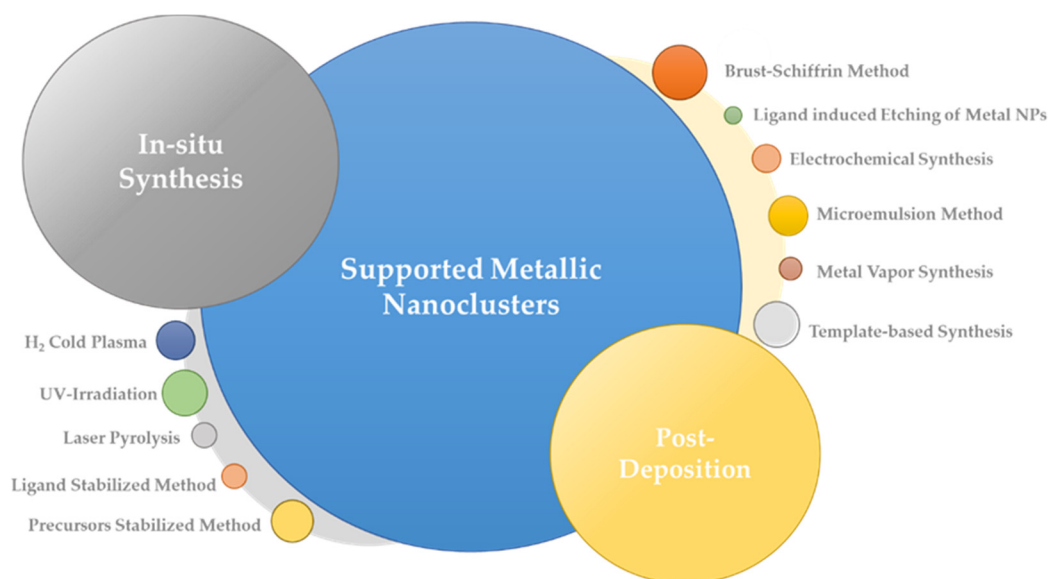 In-situ
Synthesis
Supported Metallic
Nanoclusters
Post-
Deposition
Brust-Schiffrin Method
Ligand induced Etching of Metal NPs
Electrochemical Synthesis
Microemulsion Method
Metal Vapor Synthesis
Template-based Synthesis
H₂ Cold Plasma
UV-Irradiation
Laser Pyrolysis
Ligand Stabilized Method
Precursors Stabilized Method